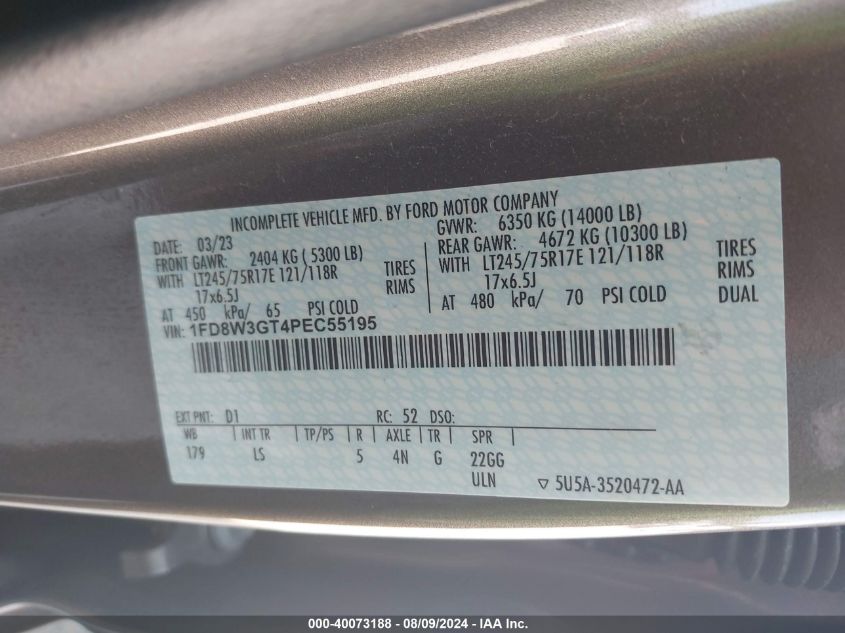 INCOMPLETE VEHICLE MFD. BY FORD MOTOR COMPANY
DATE: 03/23 GVWR: 6350 KG (14000 LB)
FRONT GAWR: 2404 KG ( 5300 LB) REAR GAWR: 4672 KG (10300 LB)
WITH LT245/75R17E 121/118R TIRES WITH LT245/75R17E 121/118R TIRES
17x6.5J RIMS 17x6.5J RIMS
AT 450 kPa/ 65 PSI COLD AT 480 kPa/ 70 PSI COLD DUAL
VIN: 1FD8W3GT4PEC55195
EXT PNT: D1 RC: 52 DSO:
WB INT TR TP/PS R AXLE TR SPR
179 LS 5 4N G 22GG
ULN ▽ 5U5A-3520472-AA
000-40073188 - 08/09/2024 - IAA Inc.